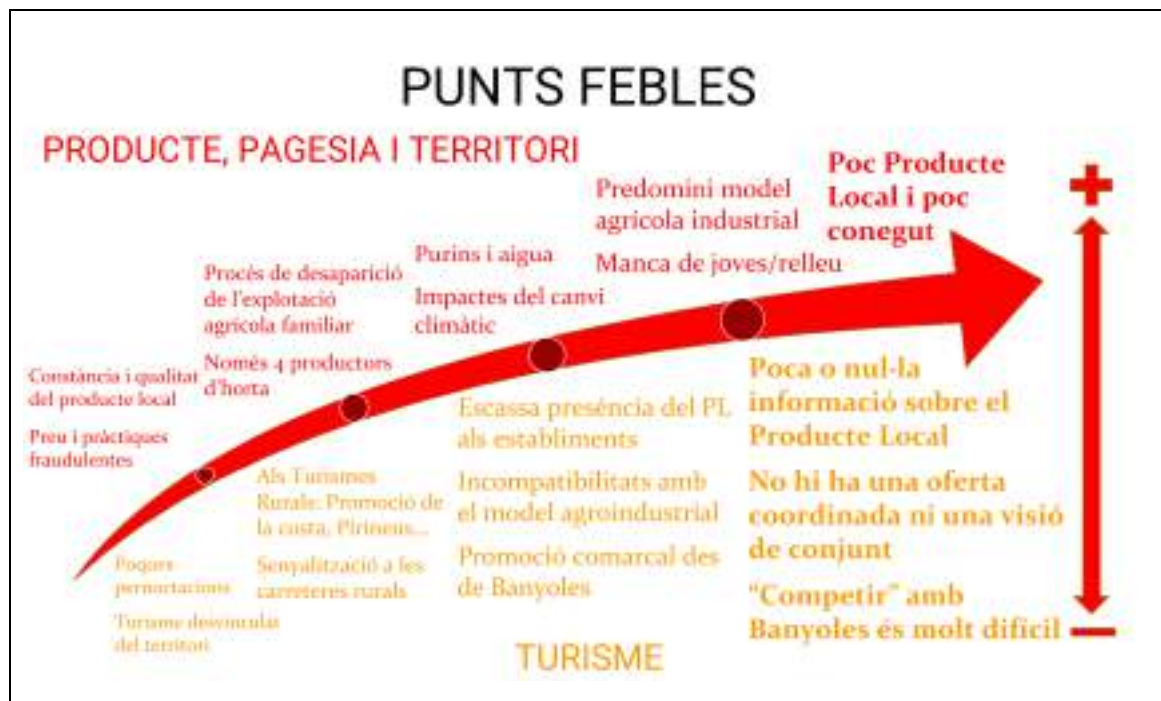 PUNTS FEBLES
PRODUCTE, PAGESIA I TERRITORI
Constància i qualitat
del producte local
Preu i pràctiques
fraudulentes
Procés de desaparició
de l'explotació
agrícola familiar
Només 4 productors
d'horta
Purins i aigua
Impactes del canvi
climàtic
Predomini model
agrícola industrial
Manca de joves/relleu
Poc Producte
Local i poc
conegut
Poques
pernoctacions
Turisme desvinculat
del territori
Als Turismes
Rurals: Promoció de
la costa, Pirineus...
Senyalització a les
carreteres rurals
Escassa presència del PL
als establiments
Incompatibilitats amb
el model agroindustrial
Promoció comarcal des
de Banyoles
Poca o nul·la
informació sobre el
Producte Local
No hi ha una oferta
coordinada ni una visió
de conjunt
"Competir" amb
Banyoles és molt difícil
TURISME